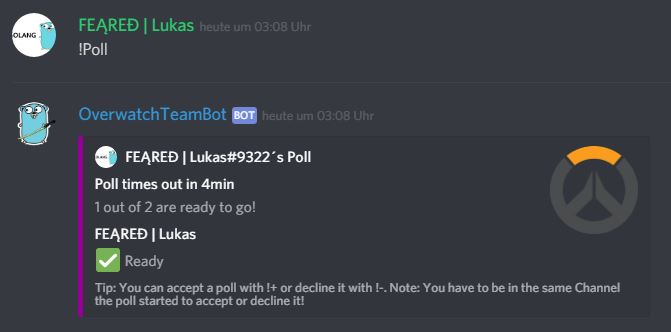 FEĄREĐ | Lukas heute um 03:08 Uhr
OLANG
!Poll
OverwatchTeamBot BOT heute um 03:08 Uhr
FEĄREĐ | Lukas#9322´s Poll
Poll times out in 4min
1 out of 2 are ready to go!
FEĄRED | Lukas
Ready
Tip: You can accept a poll with !+ or decline it with !-. Note: You have to be in the same Channel
the poll started to accept or decline it!